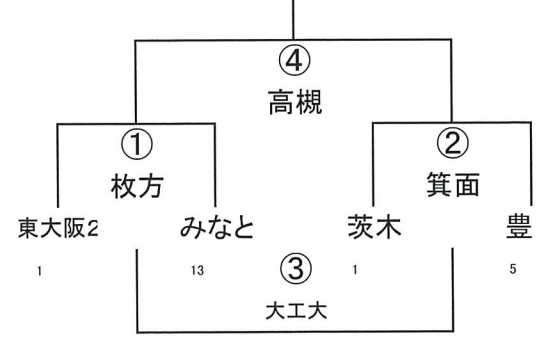 ④
高槻
① ②
枚方 箕面
東大阪2 みなと 茨木 豊
1 13 ③ 1 5
大工大